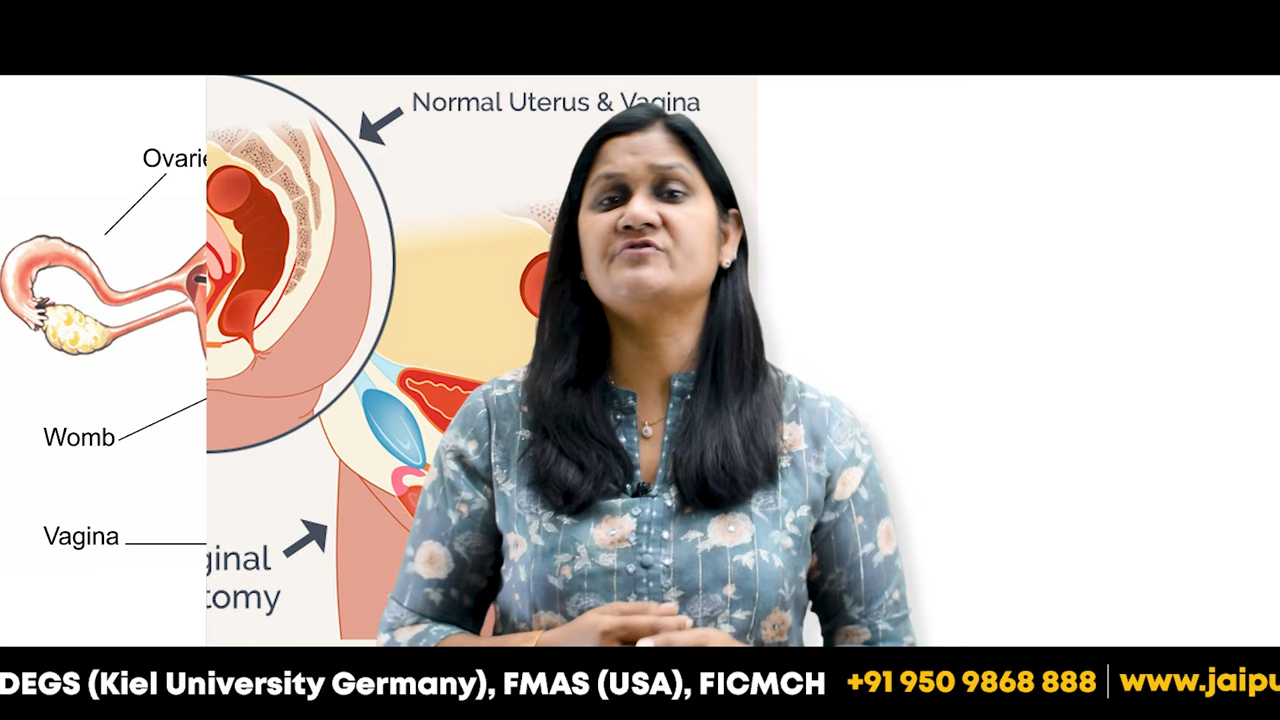 Normal Uterus & Vagina
Ovarie
Womb
Vagina
ginal
tomy
DEGS (Kiel University Germany), FMAS (USA), FICMCH +91 950 9868 888 | www.jaipu